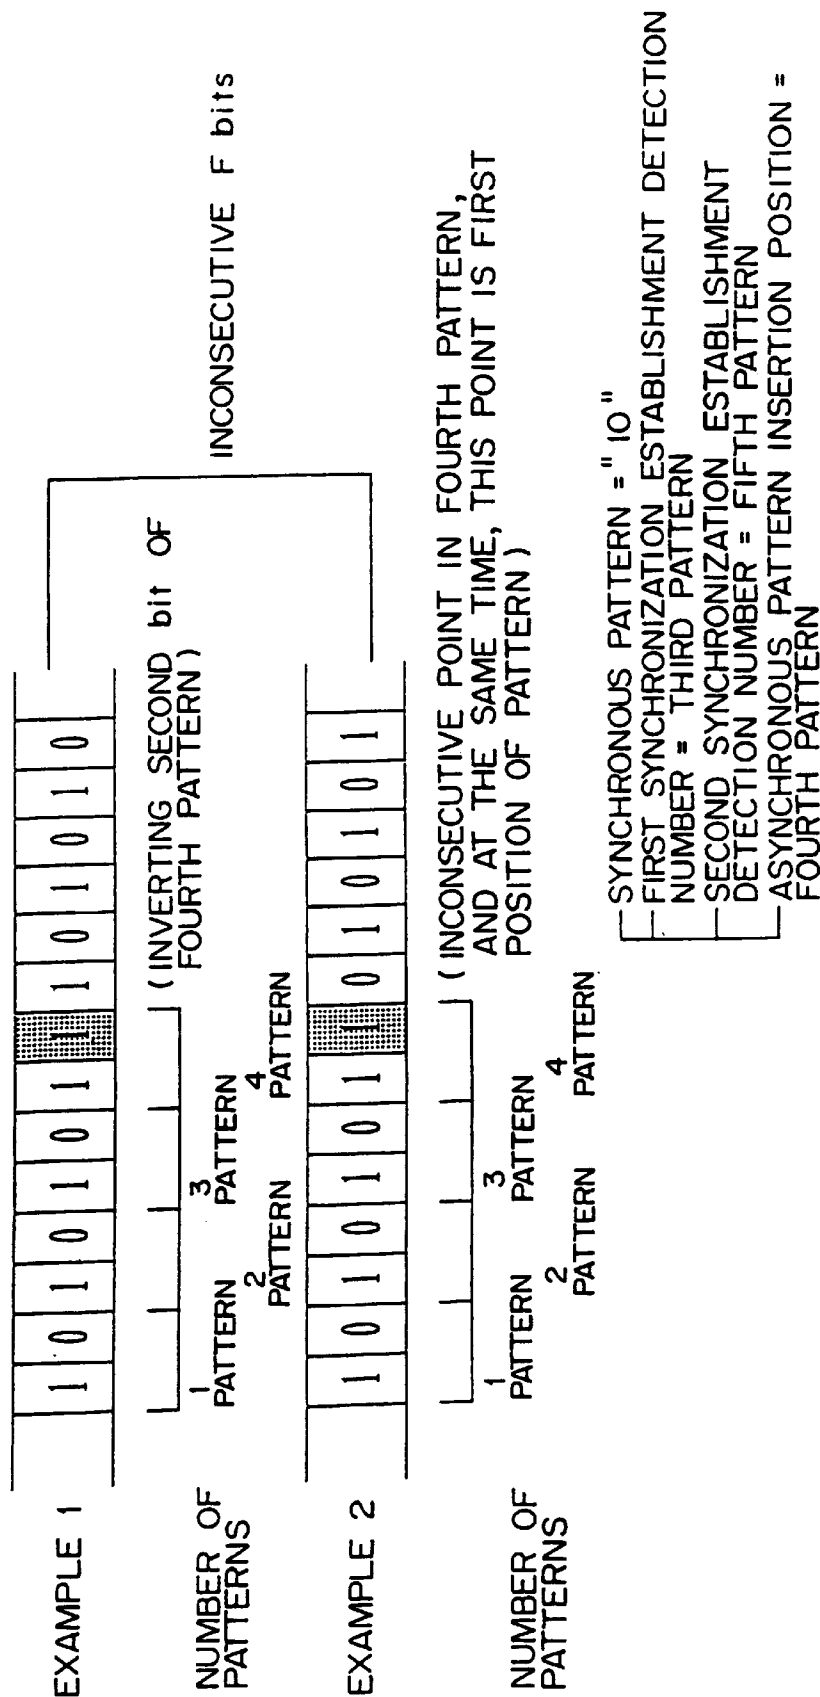 EXAMPLE 1
1 0 1 0 1 0 1 1 1 0 1 0 1 0
NUMBER OF
PATTERNS
1
PATTERN
2
PATTERN
3
PATTERN
4
PATTERN
(INVERTING SECOND bit OF
FOURTH PATTERN)
INCONSECUTIVE F bits
EXAMPLE 2
1 0 1 0 1 0 1 1 0 1 0 1 0 1
NUMBER OF
PATTERNS
1
PATTERN
2
PATTERN
3
PATTERN
4
PATTERN
(INCONSECUTIVE POINT IN FOURTH PATTERN,
AND AT THE SAME TIME, THIS POINT IS FIRST
POSITION OF PATTERN)
SYNCHRONOUS PATTERN = "10"
FIRST SYNCHRONIZATION ESTABLISHMENT DETECTION
NUMBER = THIRD PATTERN
SECOND SYNCHRONIZATION ESTABLISHMENT
DETECTION NUMBER = FIFTH PATTERN
ASYNCHRONOUS PATTERN INSERTION POSITION =
FOURTH PATTERN